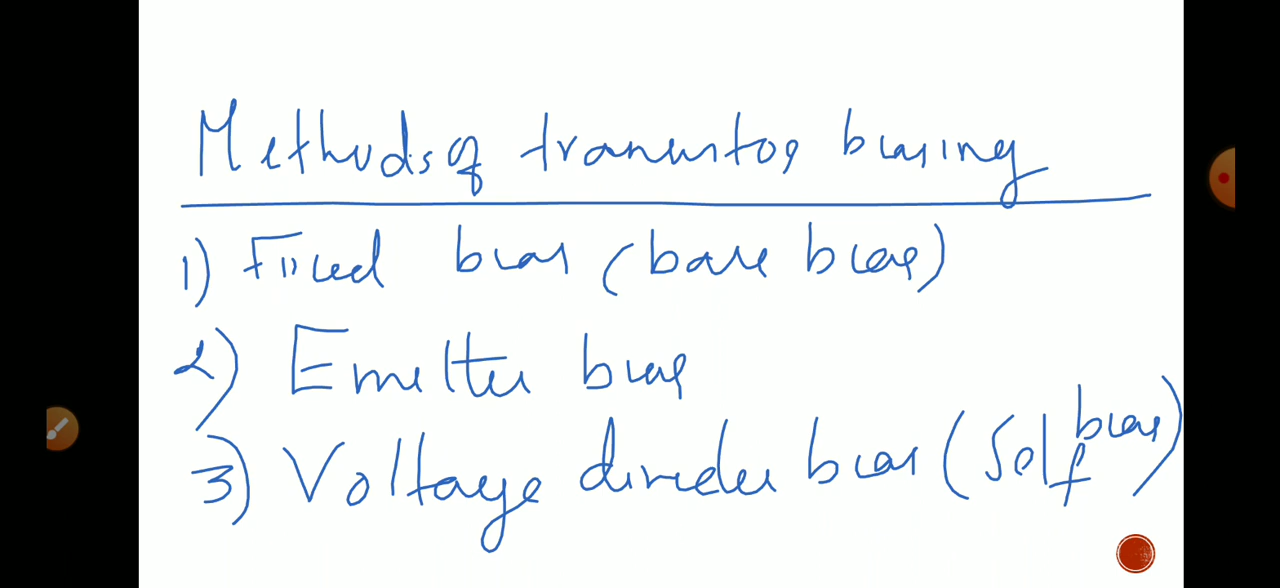 Methods of transistor biasing
1) Fixed bias (base bias)
2) Emitter bias
3) Voltage divider bias (Self bias)